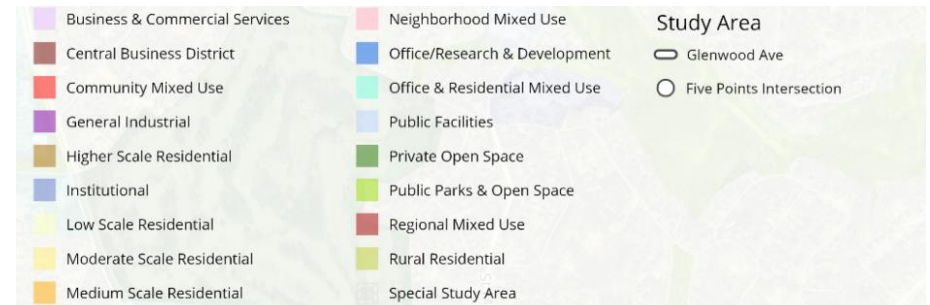 Business & Commercial Services
Central Business District
Community Mixed Use
General Industrial
Higher Scale Residential
Institutional
Low Scale Residential
Moderate Scale Residential
Medium Scale Residential
Neighborhood Mixed Use
Office/Research & Development
Office & Residential Mixed Use
Public Facilities
Private Open Space
Public Parks & Open Space
Regional Mixed Use
Rural Residential
Special Study Area
Study Area
Glenwood Ave
Five Points Intersection